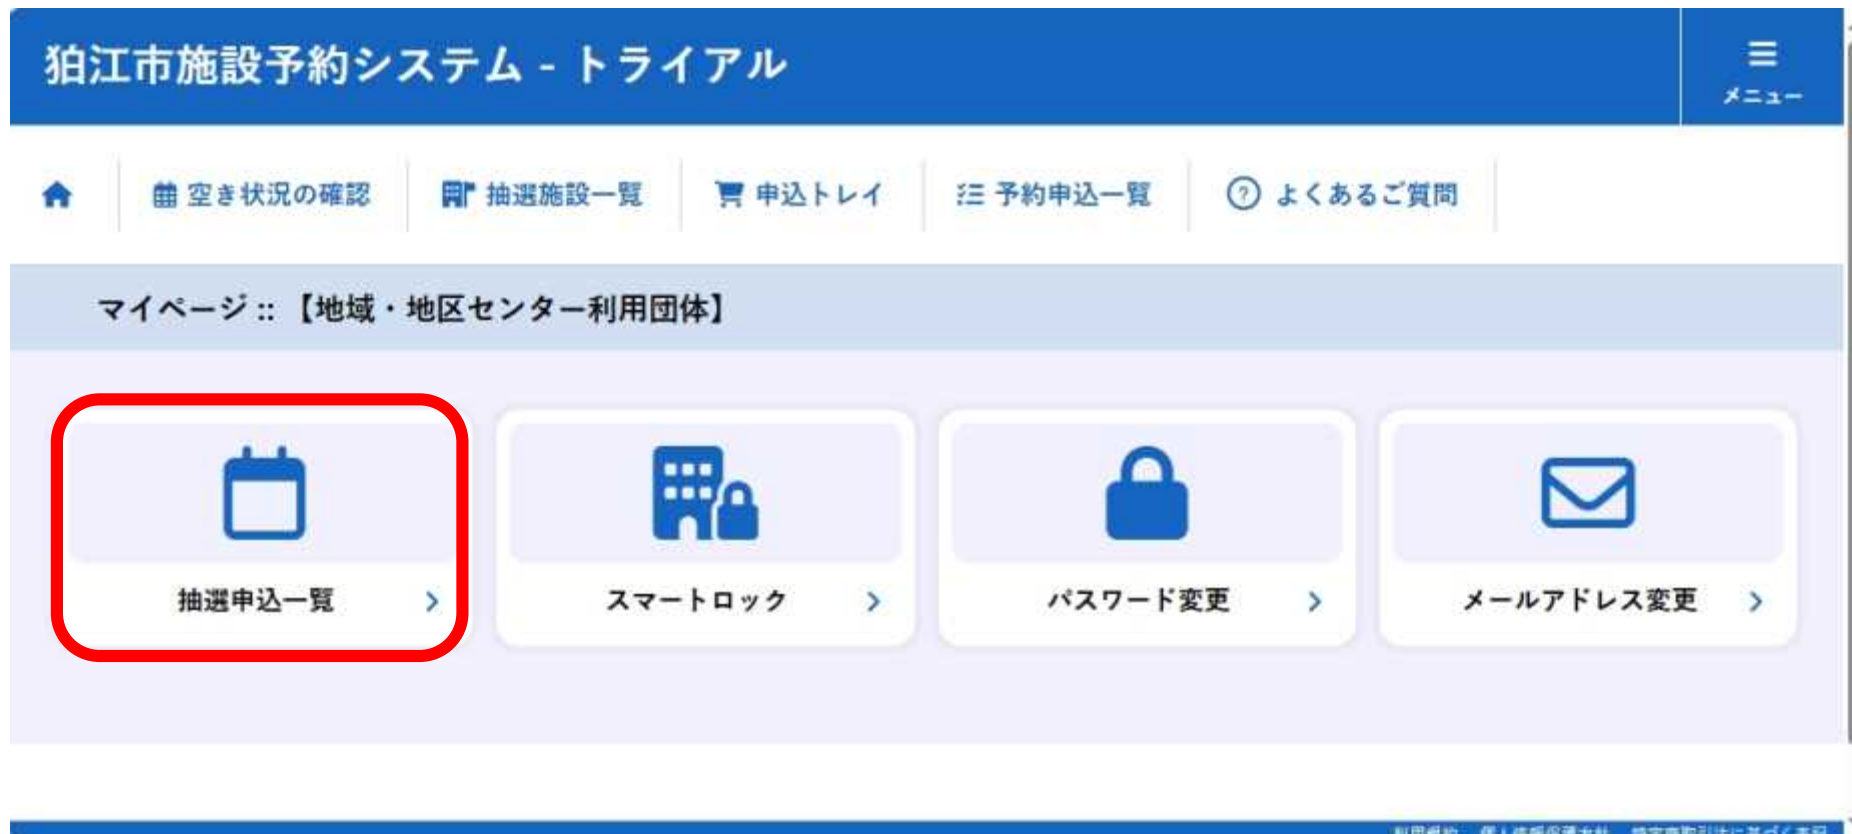 狛江市施設予約システム - トライアル
メニュー
空き状況の確認
抽選施設一覧
申込トレイ
予約申込一覧
よくあるご質問
マイページ :: 【地域・地区センター利用団体】
抽選申込一覧
スマートロック
パスワード変更
メールアドレス変更